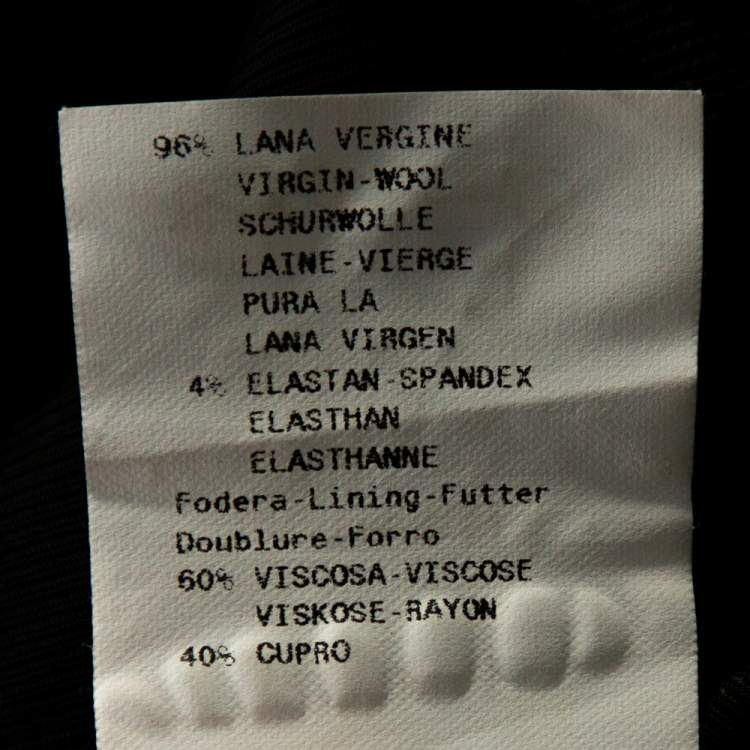 96% LANA VERGINE
VIRGIN-WOOL
SCHURWOLLE
LAINE-VIERGE
PURA LA
LANA VIRGEN
4% ELASTAN-SPANDEX
ELASTHAN
ELASTHANNE
Fodera-Lining-Futter
Doublure-Forro
60% VISCOSA-VISCOSE
VISKOSE-RAYON
40% CUPRO